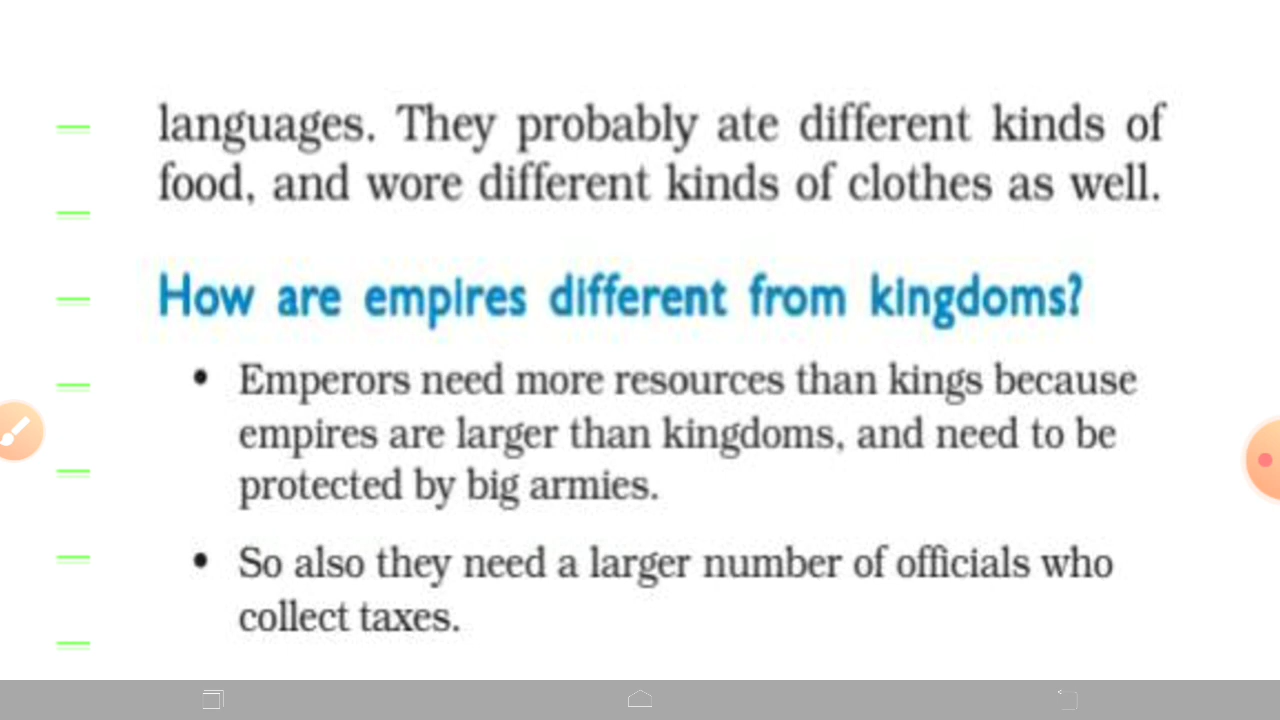 languages. They probably ate different kinds of
food, and wore different kinds of clothes as well.
How are empires different from kingdoms?
• Emperors need more resources than kings because
empires are larger than kingdoms, and need to be
protected by big armies.
• So also they need a larger number of officials who
collect taxes.